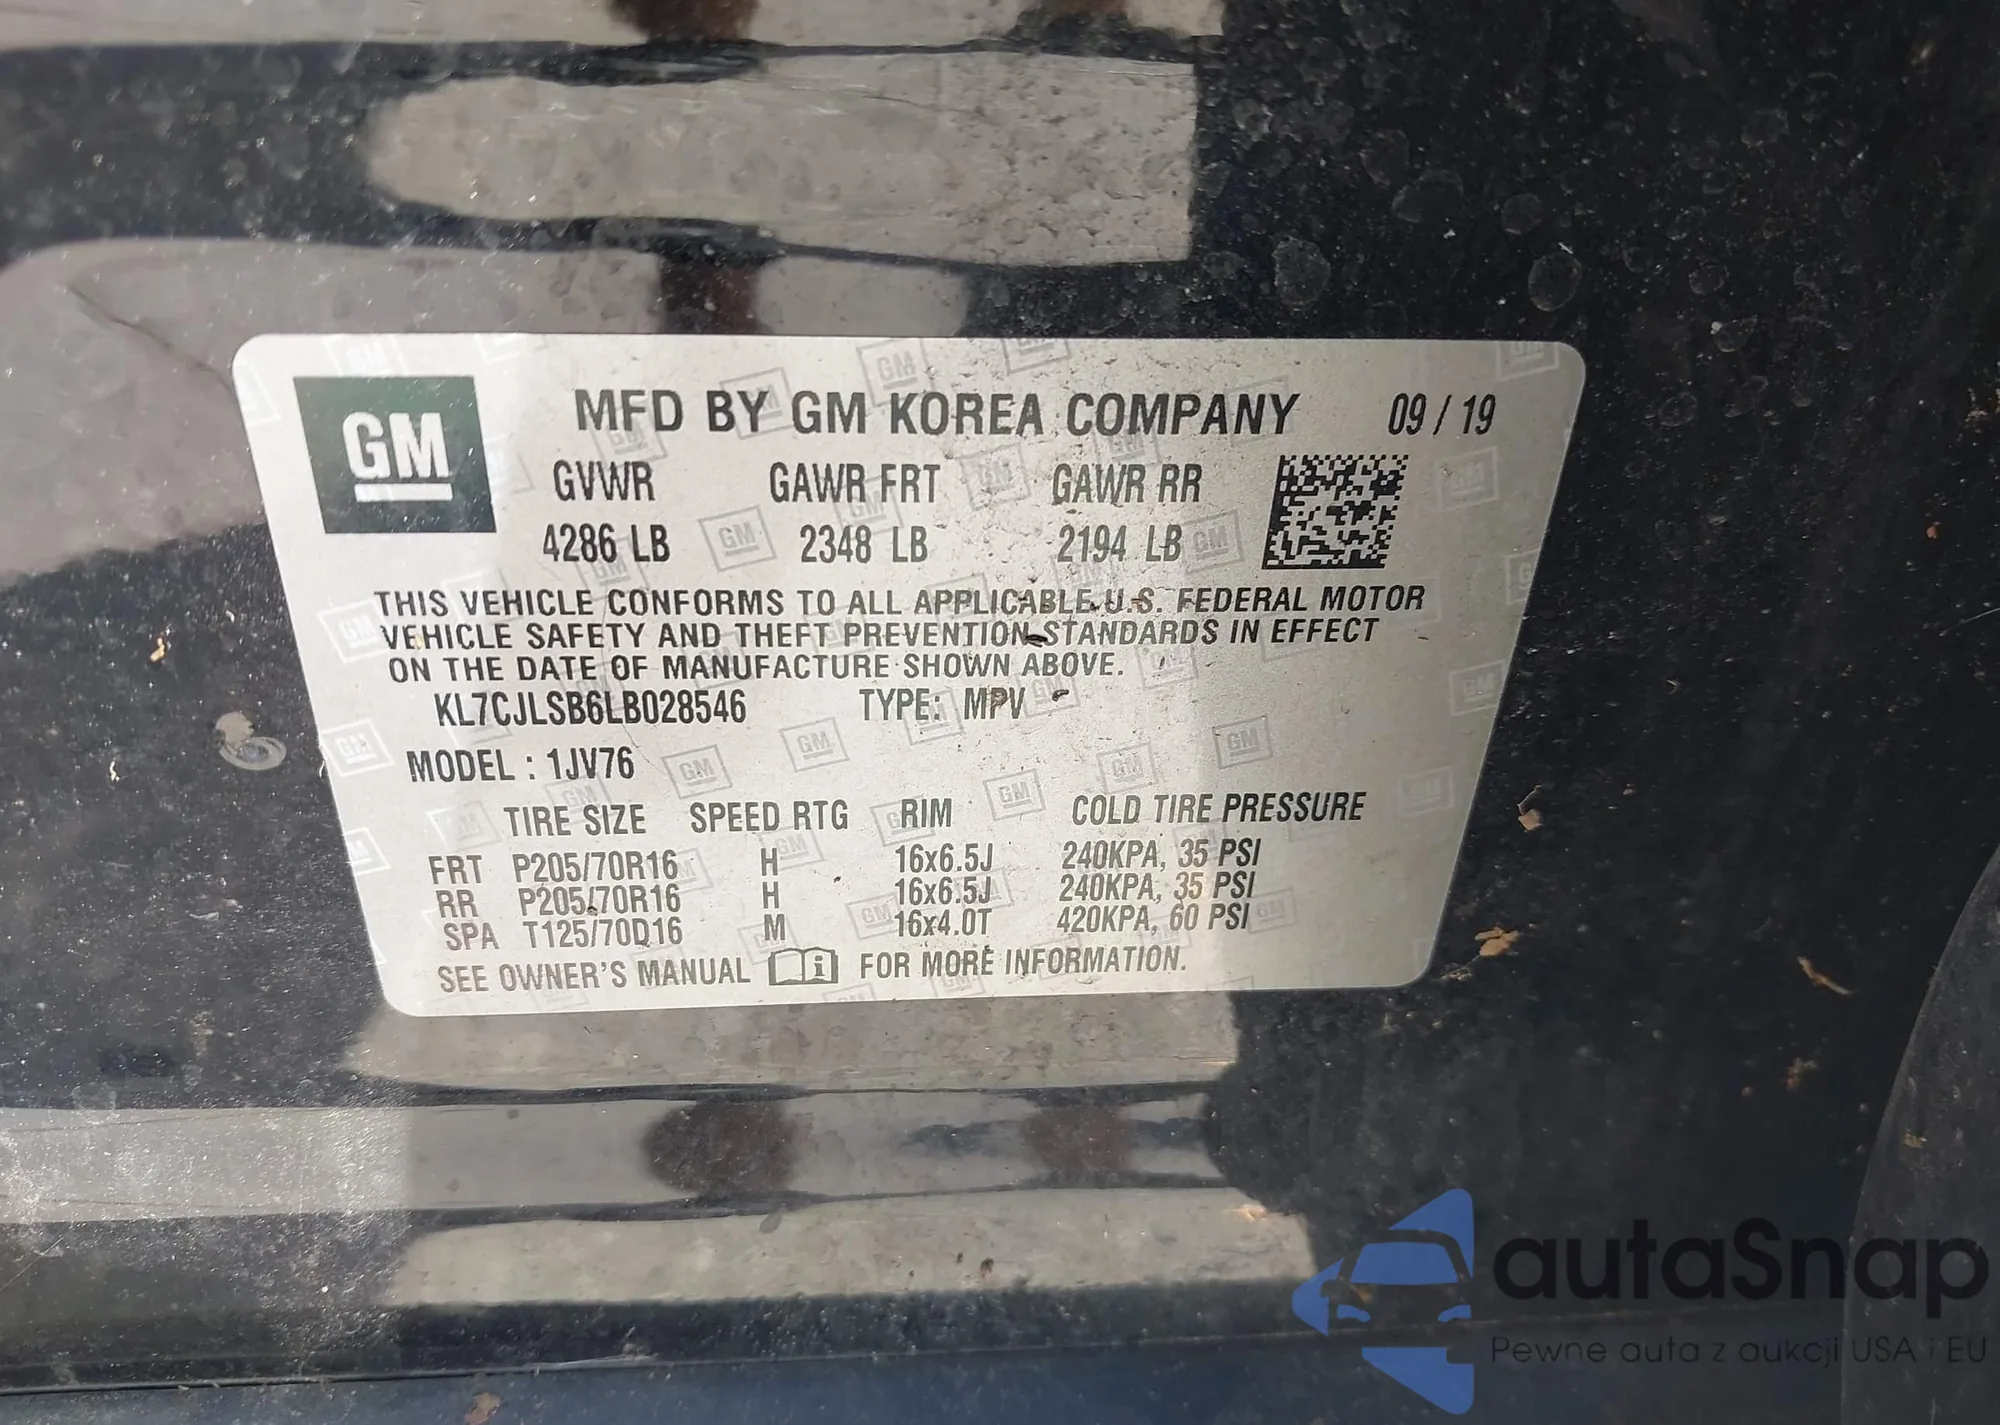 GM
MFD BY GM KOREA COMPANY 09 / 19
GVWR GAWR FRT GAWR RR
4286 LB 2348 LB 2194 LB
THIS VEHICLE CONFORMS TO ALL APPLICABLE U.S. FEDERAL MOTOR
VEHICLE SAFETY AND THEFT PREVENTION STANDARDS IN EFFECT
ON THE DATE OF MANUFACTURE SHOWN ABOVE.
KL7CJLSB6LB028546 TYPE: MPV
MODEL : 1JV76
TIRE SIZE SPEED RTG RIM COLD TIRE PRESSURE
FRT P205/70R16 H 16x6.5J 240KPA, 35 PSI
RR P205/70R16 H 16x6.5J 240KPA, 35 PSI
SPA T125/70D16 M 16x4.0T 420KPA, 60 PSI
SEE OWNER'S MANUAL FOR MORE INFORMATION.
autaSnap
Pewne auta z aukcji USA i EU